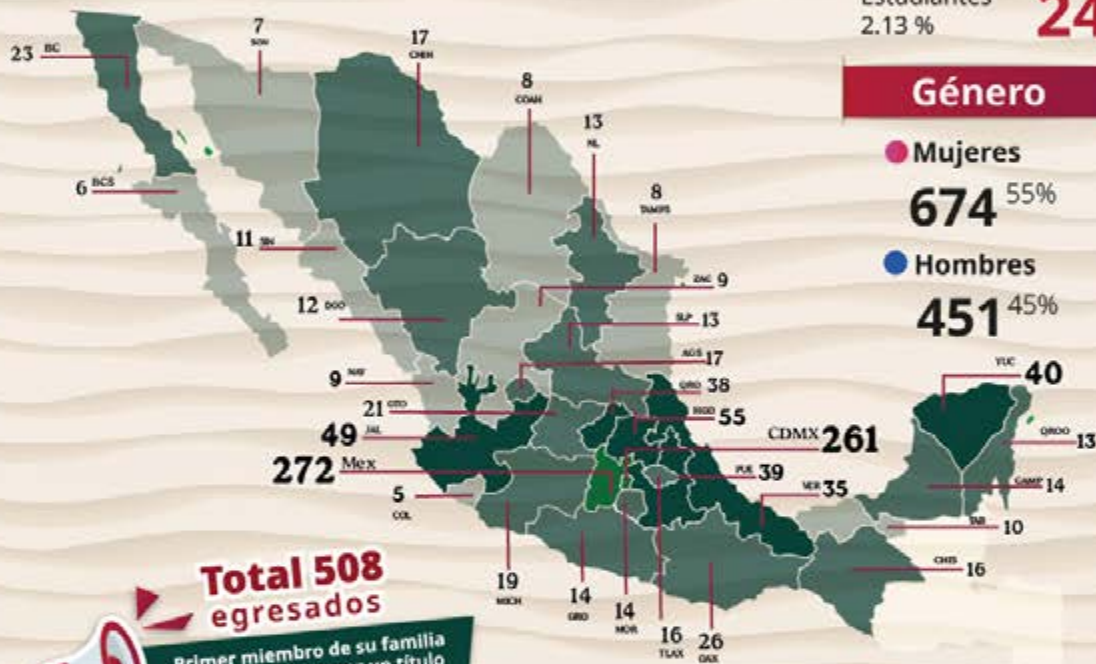 Estudiantes
2.13 %
24
Género
Mujeres
674 55%
Hombres
451 45%
23 BC
7
SON
17
CHIH
8
COAH
13
NL
8
TAMPS
6 BCS
11 SIN
ZAC 9
12 DGO
SLP 13
9 NAY
AGS 17
21 GTO
QRO 38
YUC 40
49 JAL
HGO 55
CDMX 261
QROO 13
272 Mex
PUE 39
5
COL
VER 35
CAMP 14
TAB 10
CHIS 16
19
MICH
14
GRO
14
MOR
16
TLAX
26
OAX
Total 508
egresados
Primer miembro de su familia
un título